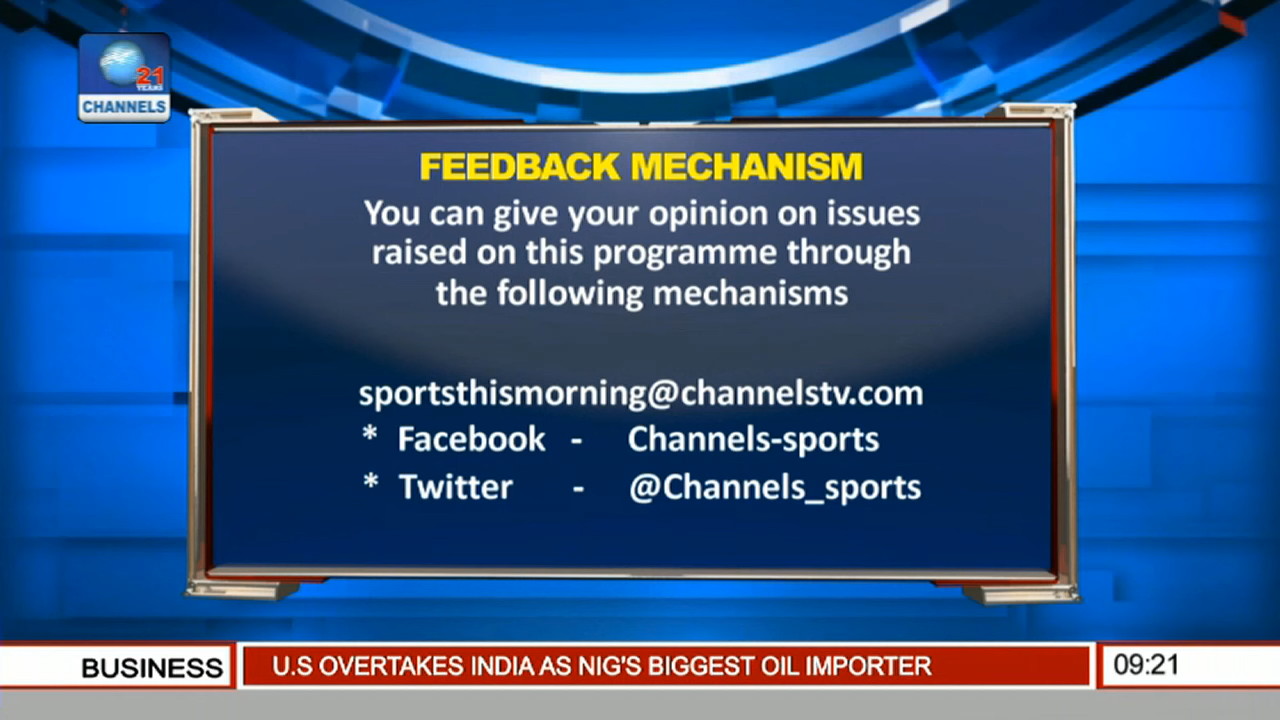 21
YEARS
CHANNELS
FEEDBACK MECHANISM
You can give your opinion on issues
raised on this programme through
the following mechanisms
sportsthismorning@channelstv.com
* Facebook - Channels-sports
* Twitter - @Channels_sports
BUSINESS
U.S OVERTAKES INDIA AS NIG'S BIGGEST OIL IMPORTER
09:21